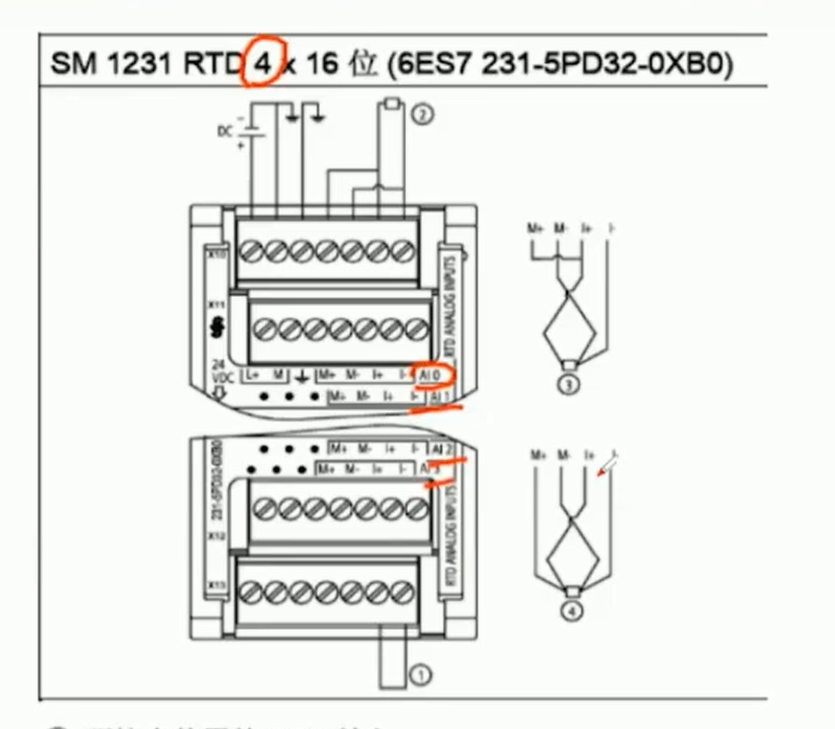 SM 1231 RTD 4 x 16 位 (6ES7 231-5PD32-0XB0)
DC - +
②
M+ M- I+ I-
X10
RTD ANALOG INPUTS
X11
24 VDC
L+ M M+ M- I+ I- AI 0
M+ M- I+ I- AI 1
③
M+ M- I+ I- AI 2
M+ M- I+ I- AI 3
231-5PD32-0XB0
M+ M- I+
X12
RTD ANALOG INPUTS
X13
④
①